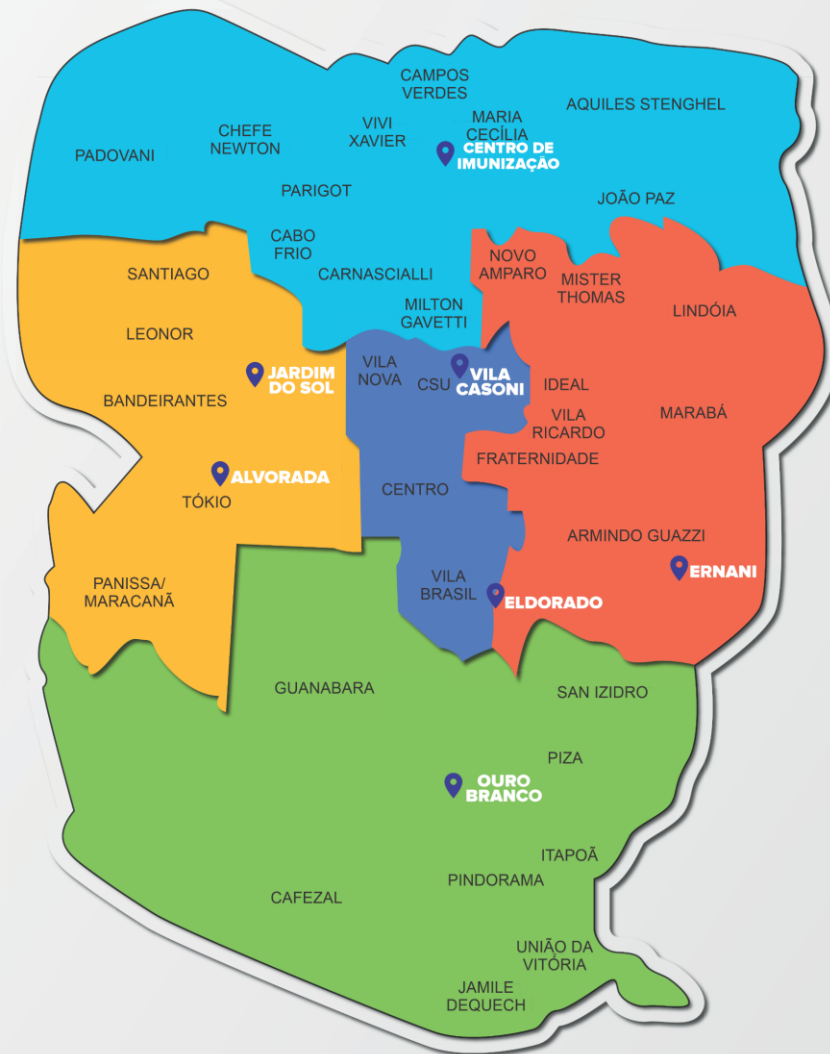 CAMPOS
VERDES
AQUILES STENGHEL
MARIA
CECÍLIA
VIVI
XAVIER
CHEFE
NEWTON
PADOVANI
CENTRO DE
IMUNIZAÇÃO
PARIGOT
JOÃO PAZ
CABO
FRIO
CARNASCIALLI
NOVO
AMPARO
MISTER
THOMAS
SANTIAGO
MILTON
GAVETTI
LINDÓIA
LEONOR
JARDIM
DO SOL
VILA
NOVA
CSU
VILA
CASONI
IDEAL
BANDEIRANTES
VILA
RICARDO
MARABÁ
FRATERNIDADE
ALVORADA
TÓKIO
CENTRO
ARMINDO GUAZZI
ERNANI
PANISSA/
MARACANÃ
VILA
BRASIL
ELDORADO
GUANABARA
SAN IZIDRO
PIZA
OURO
BRANCO
ITAPOÃ
PINDORAMA
CAFEZAL
UNIÃO DA
VITÓRIA
JAMILE
DEQUECH